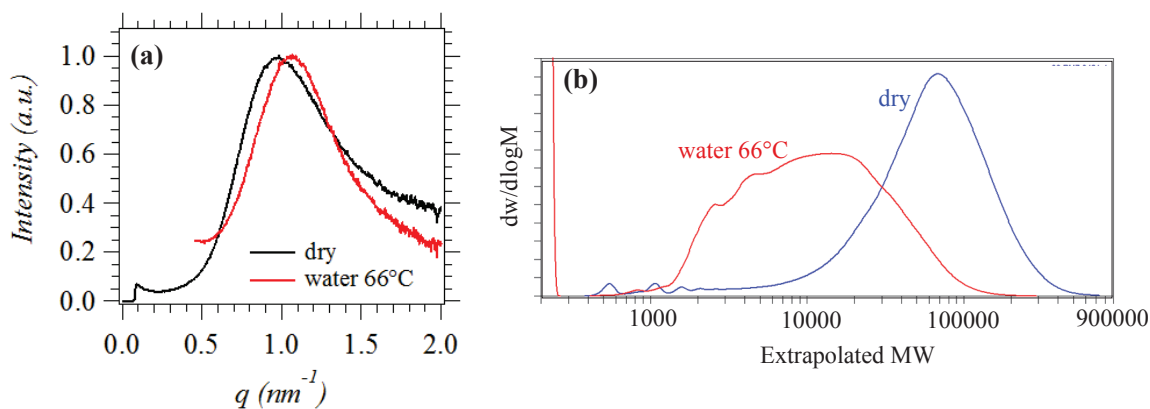 (a)
1.0
0.8
0.6
0.4
0.2
0.0
Intensity (a.u.)
dry
water 66°C
0.0 0.5 1.0 1.5 2.0
q (nm⁻¹)
(b)
dry
water 66°C
dw/dlogM
1000 10000 100000 900000
Extrapolated MW